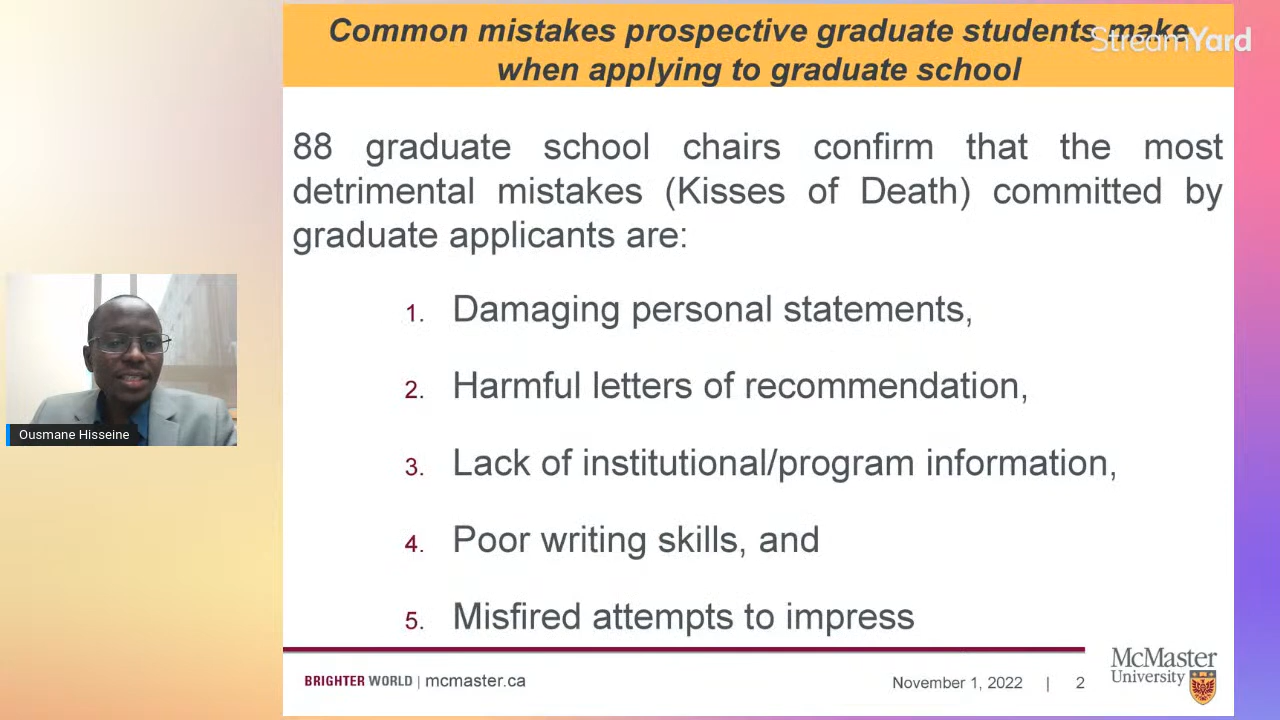 Common mistakes prospective graduate students make
when applying to graduate school
StreamYard
88 graduate school chairs confirm that the most
detrimental mistakes (Kisses of Death) committed by
graduate applicants are:
1. Damaging personal statements,
2. Harmful letters of recommendation,
3. Lack of institutional/program information,
4. Poor writing skills, and
5. Misfired attempts to impress
Ousmane Hisseine
BRIGHTER WORLD | mcmaster.ca
November 1, 2022 | 2
McMaster
University